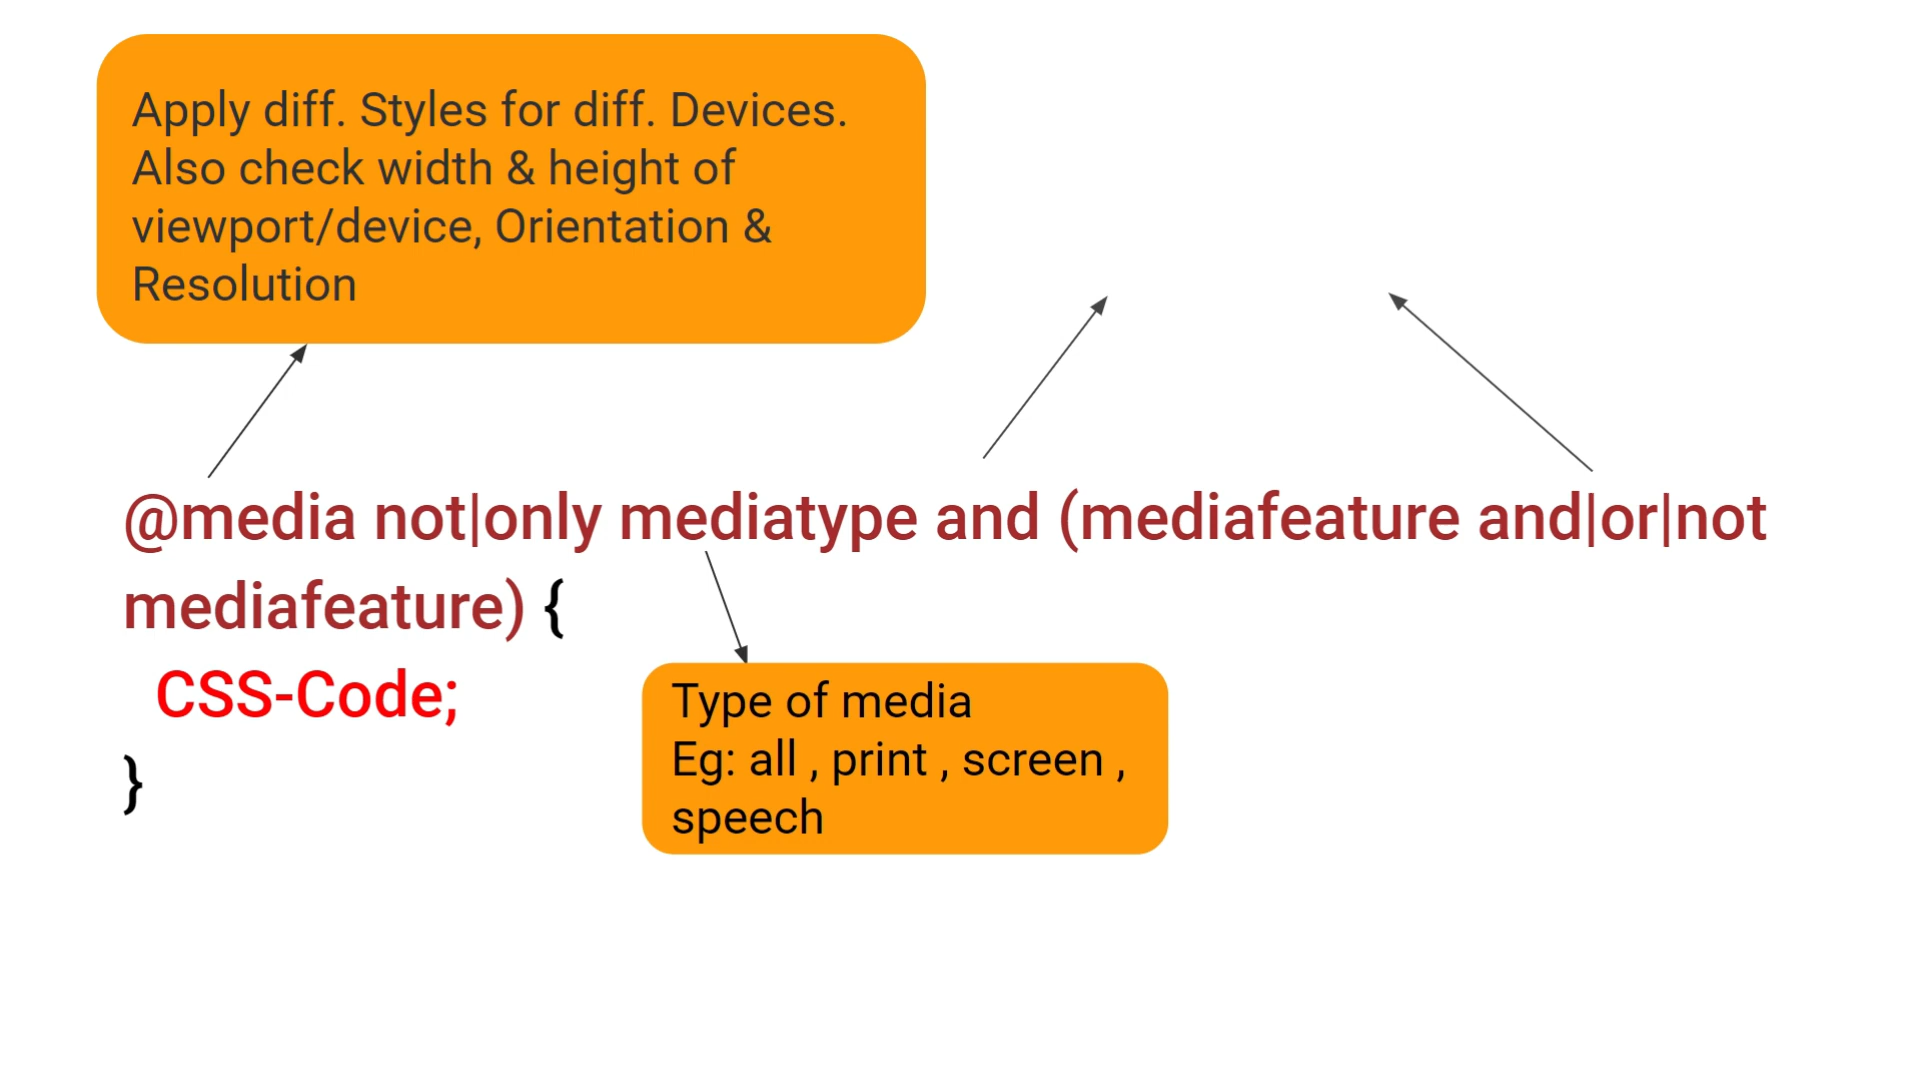 Apply diff. Styles for diff. Devices.
Also check width & height of
viewport/device, Orientation &
Resolution
@media not|only mediatype and (mediafeature and|or|not
mediafeature) {
CSS-Code;
}
Type of media
Eg: all , print , screen ,
speech